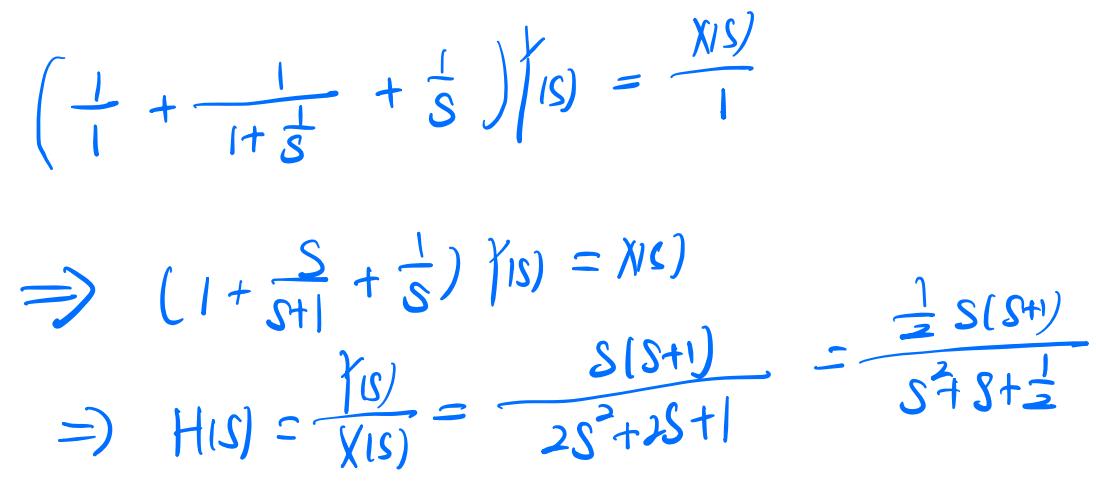 (1/1 + 1/(1+1/S) + 1/S) Y(S) = X(S)/1
⇒ (1 + S/(S+1) + 1/S) Y(S) = X(S)
⇒ H(S) = Y(S)/X(S) = S(S+1)/(2S²+2S+1) = (1/2 S(S+1))/(S²+S+1/2)